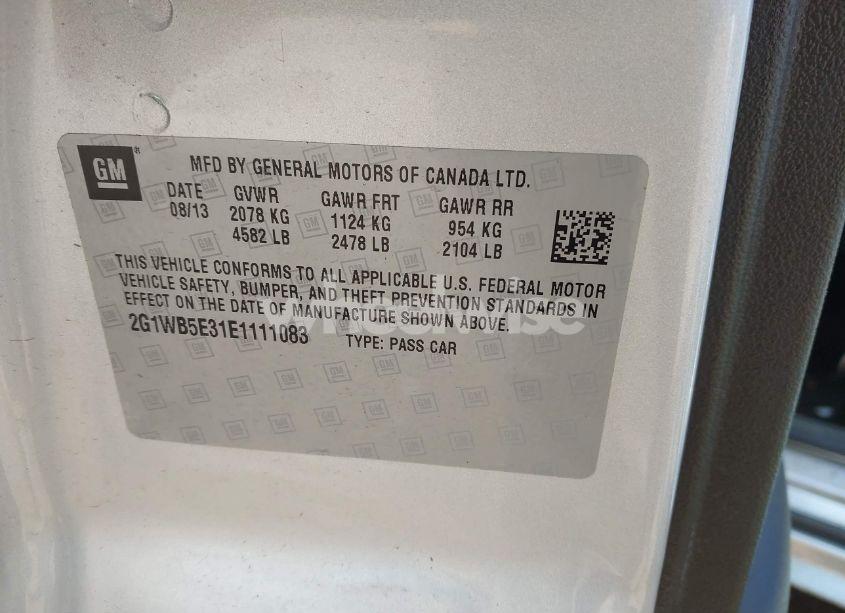 GM
MFD BY GENERAL MOTORS OF CANADA LTD.
DATE GVWR GAWR FRT GAWR RR
08/13 2078 KG 1124 KG 954 KG
4582 LB 2478 LB 2104 LB
THIS VEHICLE CONFORMS TO ALL APPLICABLE U.S. FEDERAL MOTOR
VEHICLE SAFETY, BUMPER, AND THEFT PREVENTION STANDARDS IN
EFFECT ON THE DATE OF MANUFACTURE SHOWN ABOVE.
2G1WB5E31E1111083 TYPE: PASS CAR